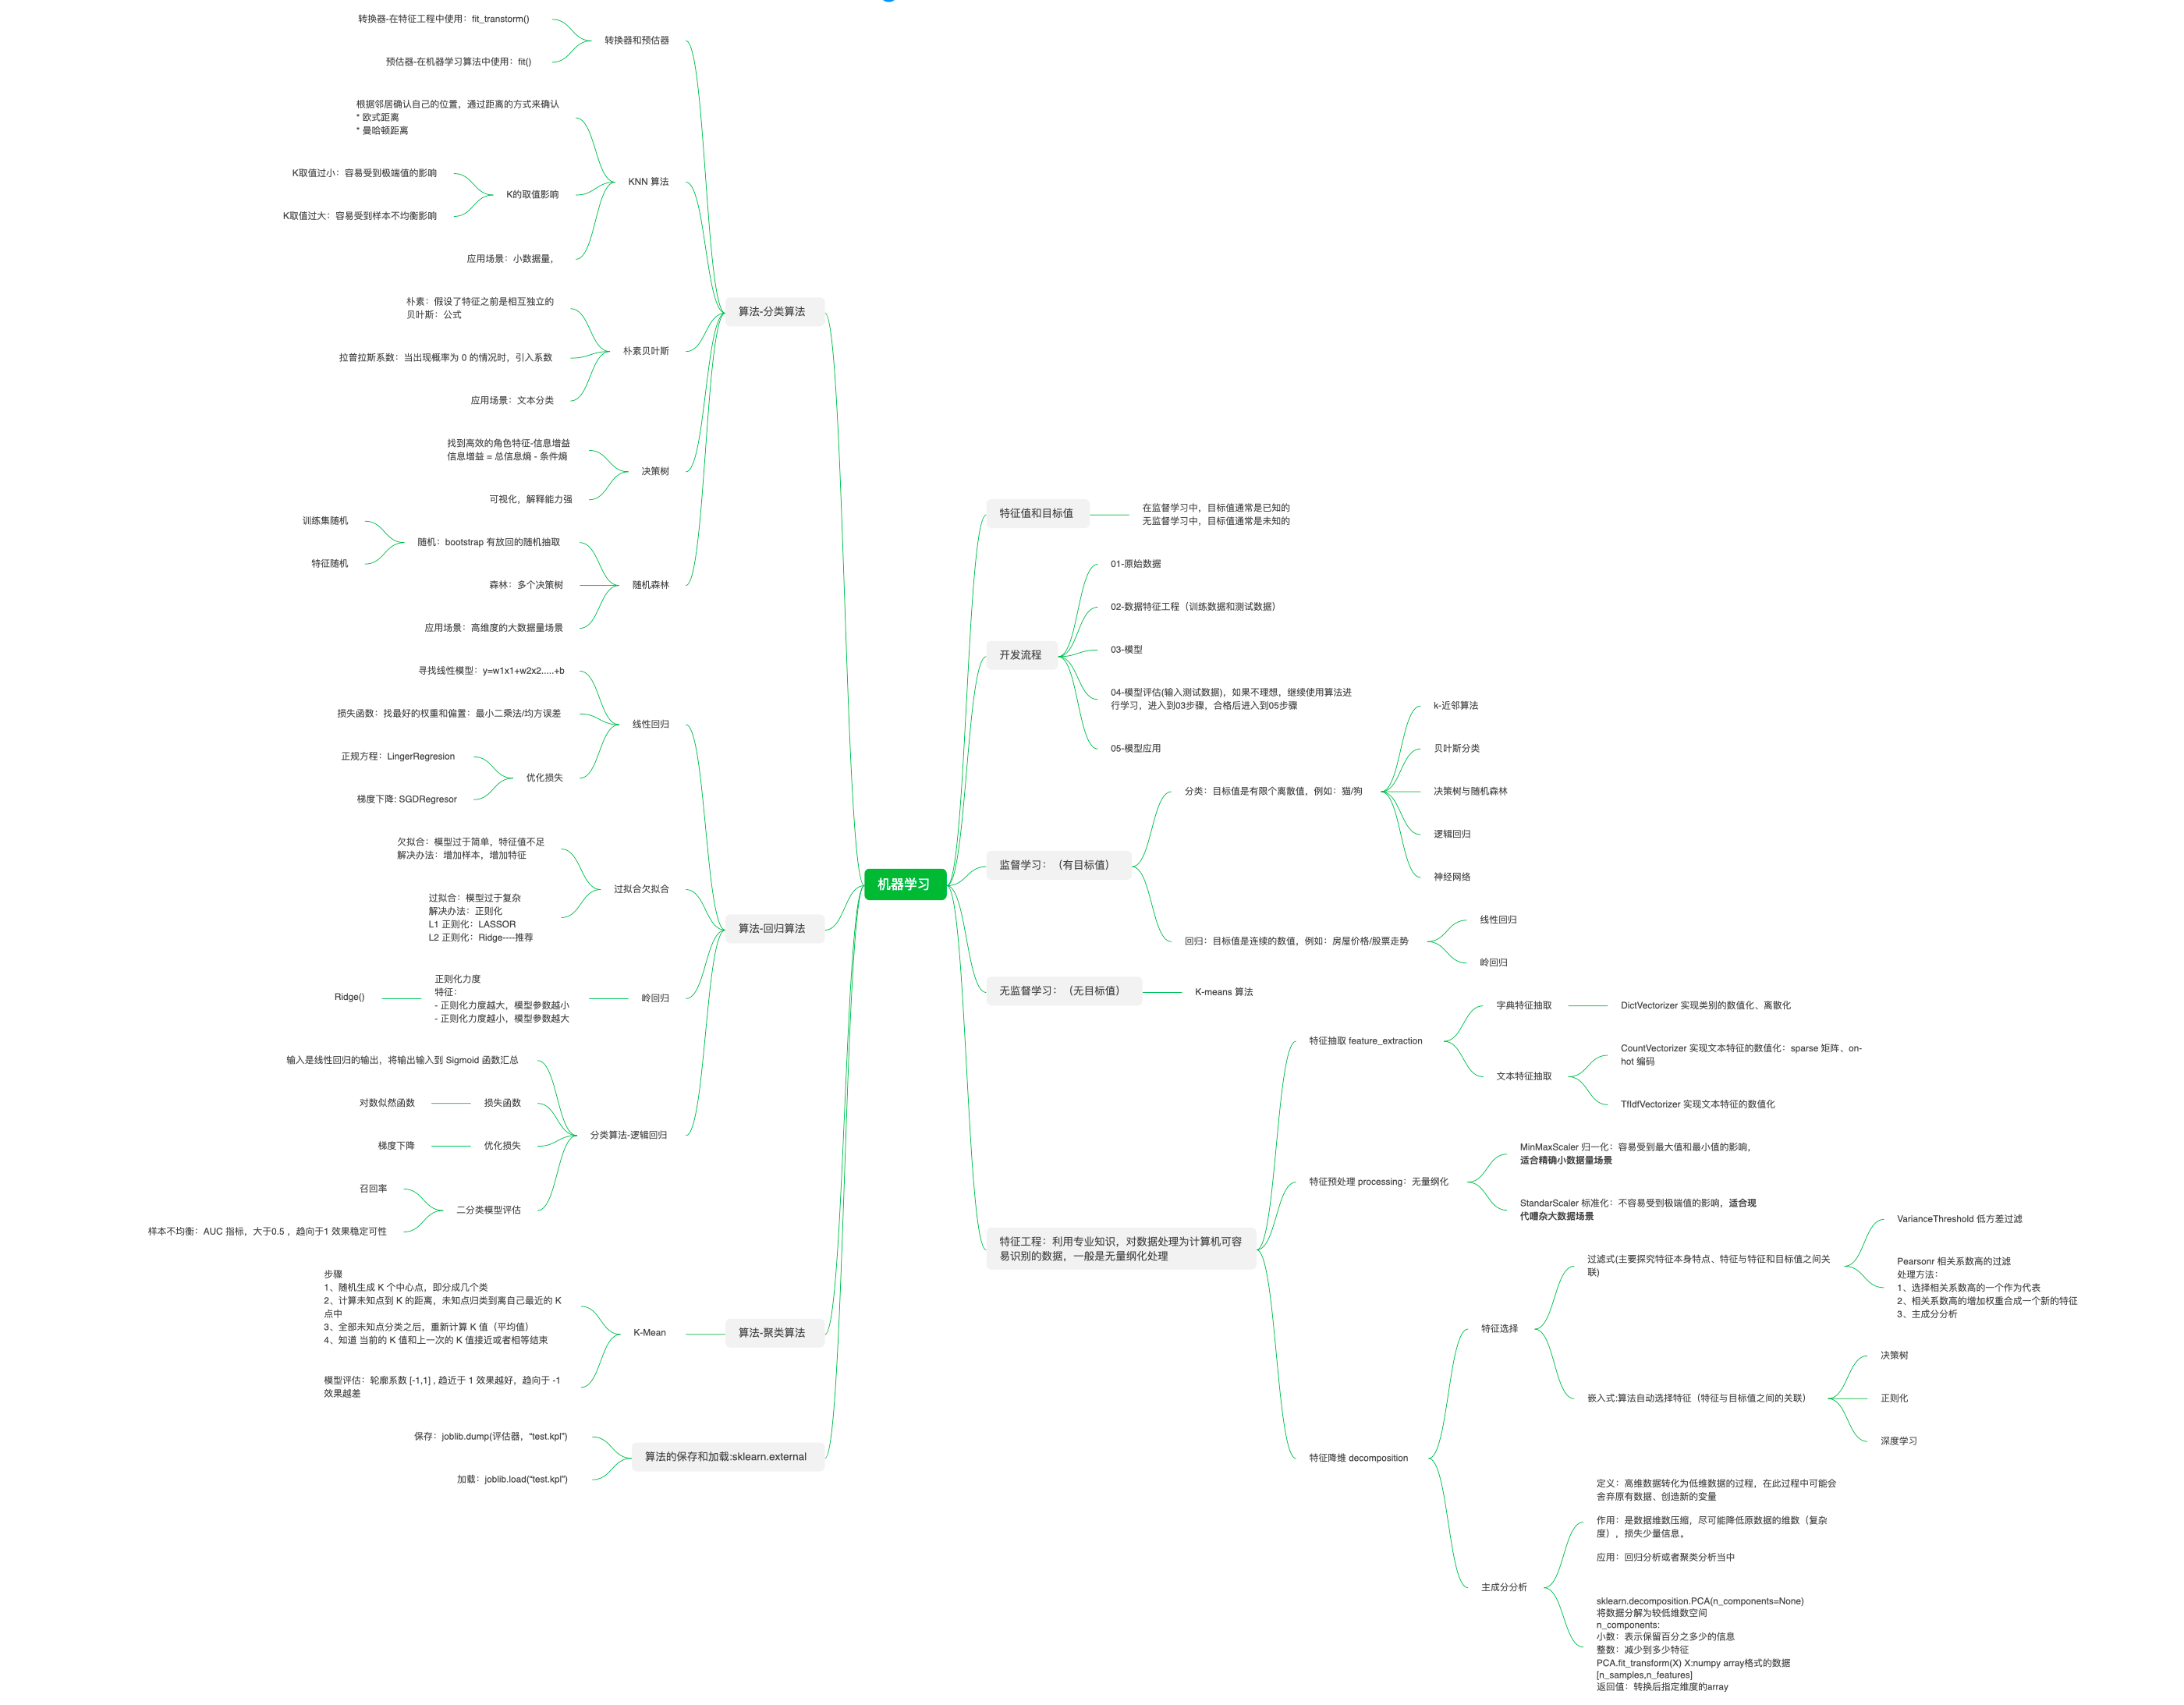 转换器-在特征工程中使用：fit_transtorm()
转换器和预估器
预估器-在机器学习算法中使用：fit()
根据邻居确认自己的位置，通过距离的方式来确认
* 欧式距离
* 曼哈顿距离
K取值过小：容易受到极端值的影响
K的取值影响
K取值过大：容易受到样本不均衡影响
KNN 算法
应用场景：小数据量，
朴素：假设了特征之前是相互独立的
贝叶斯：公式
拉普拉斯系数：当出现概率为 0 的情况时，引入系数
朴素贝叶斯
应用场景：文本分类
算法-分类算法
找到高效的角色特征-信息增益
信息增益 = 总信息熵 - 条件熵
决策树
可视化，解释能力强
训练集随机
随机：bootstrap 有放回的随机抽取
特征随机
森林：多个决策树
随机森林
应用场景：高维度的大数据量场景
寻找线性模型：y=w1x1+w2x2.....+b
损失函数：找最好的权重和偏置：最小二乘法/均方误差
线性回归
正规方程：LingerRegresion
优化损失
梯度下降: SGDRegresor
欠拟合：模型过于简单，特征值不足
解决办法：增加样本，增加特征
过拟合欠拟合
过拟合：模型过于复杂
解决办法：正则化
L1 正则化：LASSOR
L2 正则化：Ridge----推荐
算法-回归算法
Ridge()
正则化力度
特征：
- 正则化力度越大，模型参数越小
- 正则化力度越小，模型参数越大
岭回归
输入是线性回归的输出，将输出输入到 Sigmoid 函数汇总
对数似然函数
损失函数
分类算法-逻辑回归
梯度下降
优化损失
召回率
二分类模型评估
样本不均衡：AUC 指标，大于0.5 ，趋向于1 效果稳定可性
步骤
1、随机生成 K 个中心点，即分成几个类
2、计算未知点到 K 的距离，未知点归类到离自己最近的 K
点中
3、全部未知点分类之后，重新计算 K 值（平均值）
4、知道 当前的 K 值和上一次的 K 值接近或者相等结束
K-Mean
算法-聚类算法
模型评估：轮廓系数 [-1,1] , 趋近于 1 效果越好，趋向于 -1
效果越差
保存：joblib.dump(评估器，“test.kpl”)
算法的保存和加载:sklearn.external
加载：joblib.load(“test.kpl”)
机器学习
特征值和目标值
在监督学习中，目标值通常是已知的
无监督学习中，目标值通常是未知的
开发流程
01-原始数据
02-数据特征工程（训练数据和测试数据）
03-模型
04-模型评估(输入测试数据)，如果不理想，继续使用算法进
行学习，进入到03步骤，合格后进入到05步骤
05-模型应用
监督学习：（有目标值）
分类：目标值是有限个离散值，例如：猫/狗
k-近邻算法
贝叶斯分类
决策树与随机森林
逻辑回归
神经网络
回归：目标值是连续的数值，例如：房屋价格/股票走势
线性回归
岭回归
无监督学习：（无目标值）
K-means 算法
特征工程：利用专业知识，对数据处理为计算机可容
易识别的数据，一般是无量纲化处理
特征抽取 feature_extraction
字典特征抽取
DictVectorizer 实现类别的数值化、离散化
文本特征抽取
CountVectorizer 实现文本特征的数值化：sparse 矩阵、on-
hot 编码
TfIdfVectorizer 实现文本特征的数值化
特征预处理 processing：无量纲化
MinMaxScaler 归一化：容易受到最大值和最小值的影响，
适合精确小数据量场景
StandarScaler 标准化：不容易受到极端值的影响，适合现
代嘈杂大数据场景
特征降维 decomposition
特征选择
过滤式(主要探究特征本身特点、特征与特征和目标值之间关
联)
VarianceThreshold 低方差过滤
Pearsonr 相关系数高的过滤
处理方法：
1、选择相关系数高的一个作为代表
2、相关系数高的增加权重合成一个新的特征
3、主成分分析
嵌入式:算法自动选择特征（特征与目标值之间的关联）
决策树
正则化
深度学习
主成分分析
定义：高维数据转化为低维数据的过程，在此过程中可能会
舍弃原有数据、创造新的变量
作用：是数据维数压缩，尽可能降低原数据的维数（复杂
度），损失少量信息。
应用：回归分析或者聚类分析当中
sklearn.decomposition.PCA(n_components=None)
将数据分解为较低维数空间
n_components:
小数：表示保留百分之多少的信息
整数：减少到多少特征
PCA.fit_transform(X) X:numpy array格式的数据
[n_samples,n_features]
返回值：转换后指定维度的array